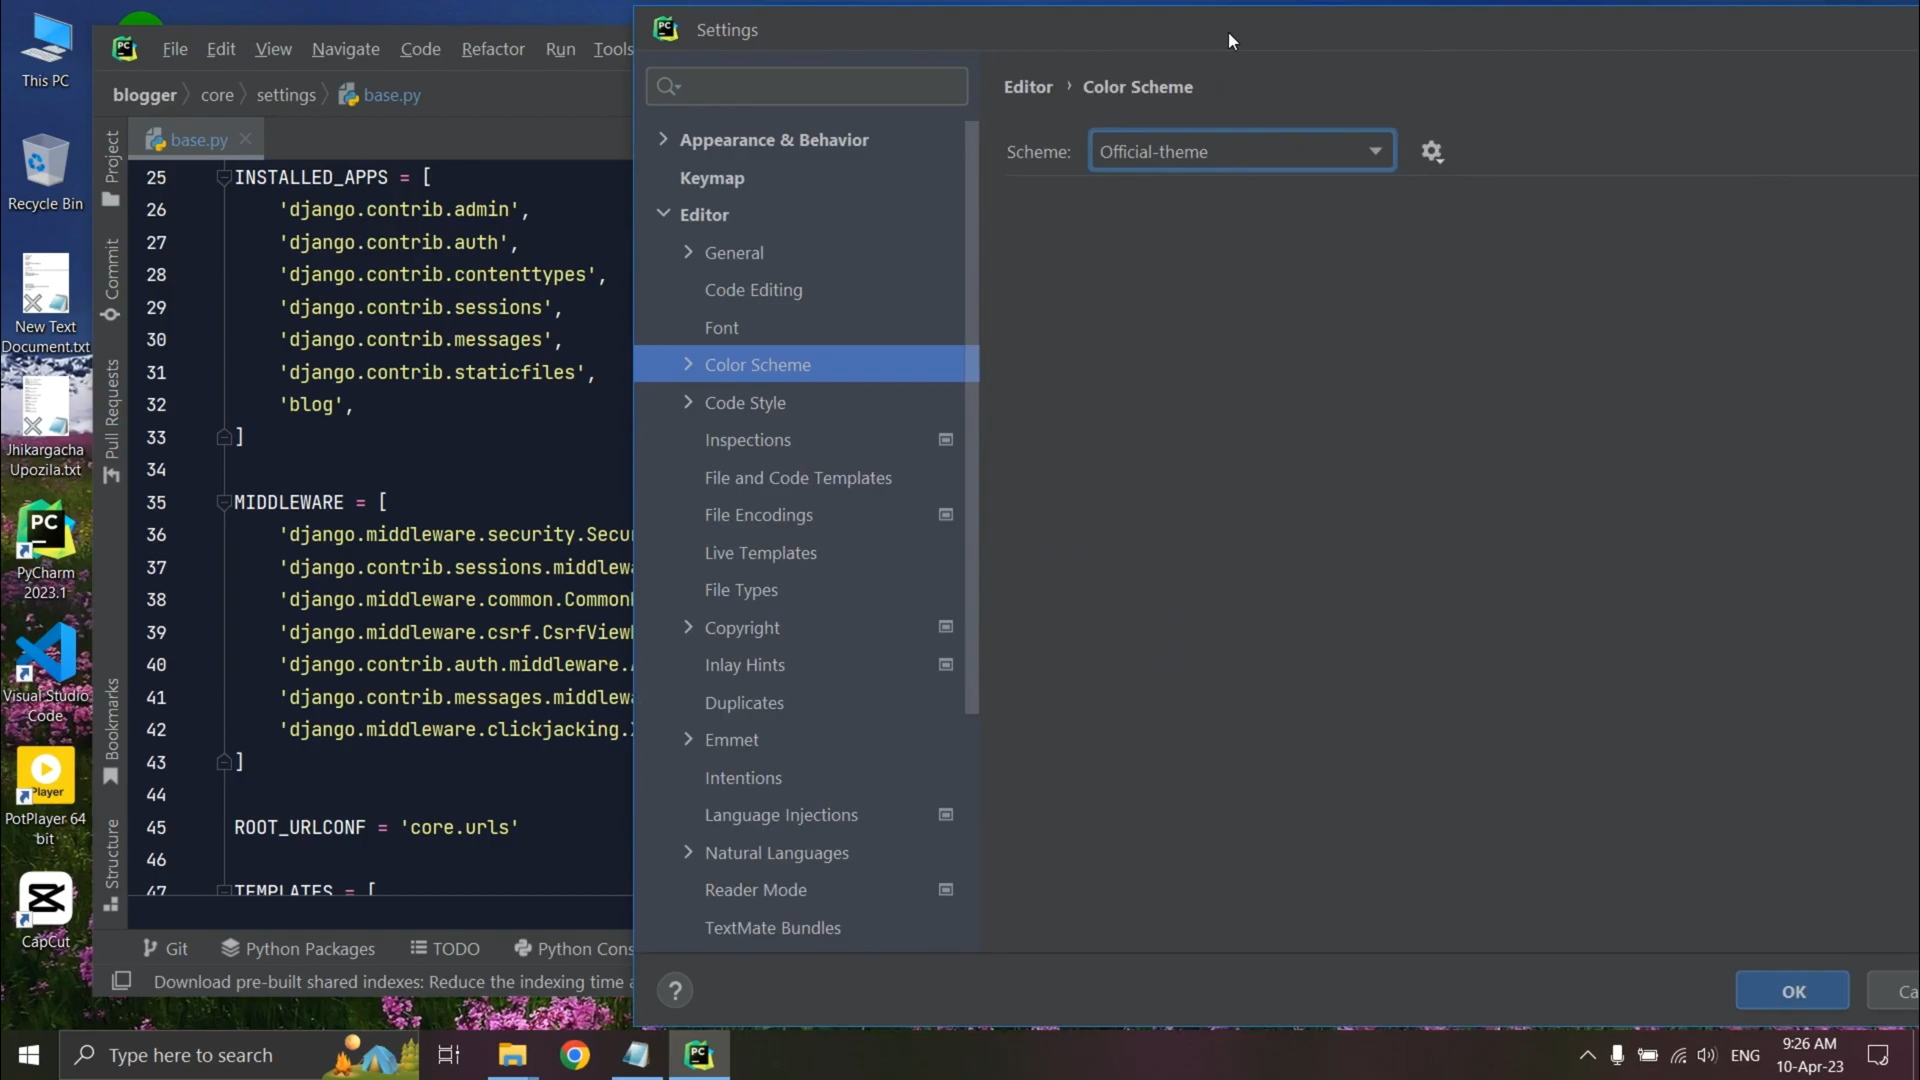 This PC
Recycle Bin
New Text
Document.txt
Jhikargacha
Upozila.txt
PC
PyCharm
2023.1
Visual Studio
Code
Player
PotPlayer 64
bit
CapCut
PC
File Edit View Navigate Code Refactor Run Tools
blogger core settings base.py
base.py
Project
Commit
Pull Requests
Bookmarks
Structure
25 INSTALLED_APPS = [
26 'django.contrib.admin',
27 'django.contrib.auth',
28 'django.contrib.contenttypes',
29 'django.contrib.sessions',
30 'django.contrib.messages',
31 'django.contrib.staticfiles',
32 'blog',
33 ]
34
35 MIDDLEWARE = [
36 'django.middleware.security.Secu
37 'django.contrib.sessions.middlew
38 'django.middleware.common.Common
39 'django.middleware.csrf.CsrfView
40 'django.contrib.auth.middleware.
41 'django.contrib.messages.middlew
42 'django.middleware.clickjacking.
43 ]
44
45 ROOT_URLCONF = 'core.urls'
46
47 TEMPLATES = [
Git Python Packages TODO Python Cons
Download pre-built shared indexes: Reduce the indexing time a
PC Settings
Appearance & Behavior
Keymap
Editor
General
Code Editing
Font
Color Scheme
Code Style
Inspections
File and Code Templates
File Encodings
Live Templates
File Types
Copyright
Inlay Hints
Duplicates
Emmet
Intentions
Language Injections
Natural Languages
Reader Mode
TextMate Bundles
Editor › Color Scheme
Scheme: Official-theme
?
OK
Ca
Type here to search
PC
ENG
9:26 AM
10-Apr-23